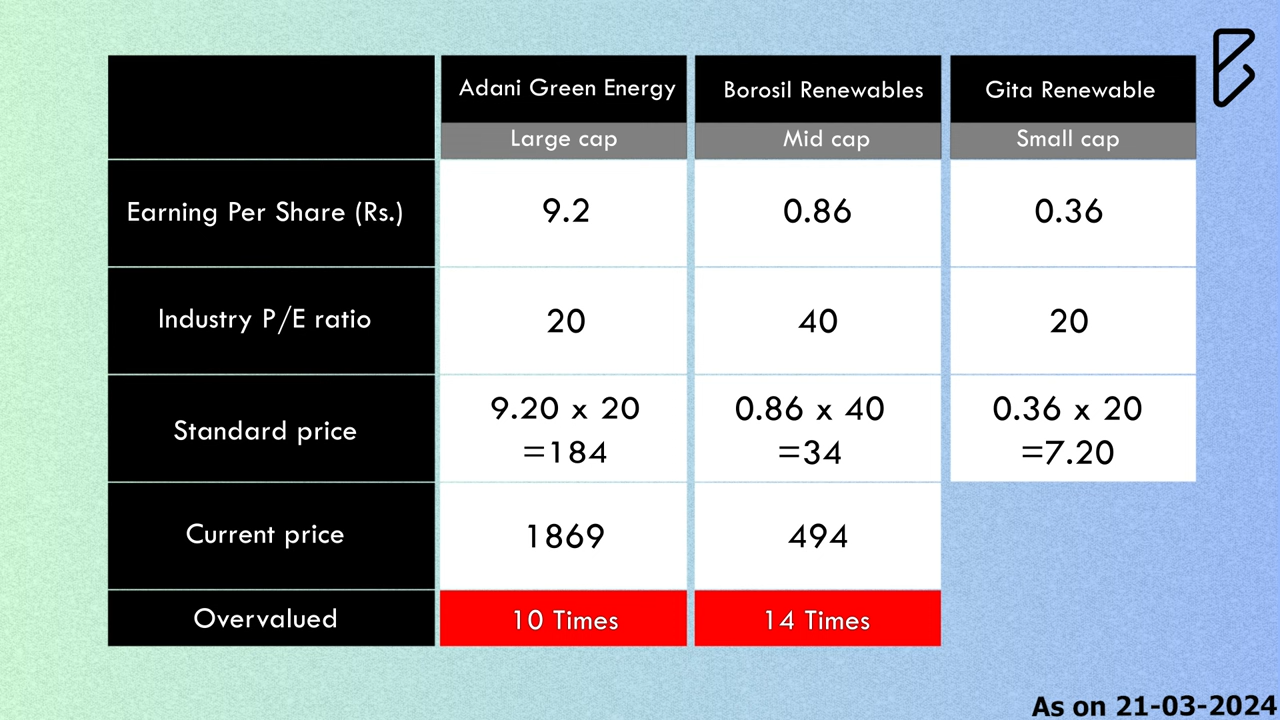 Adani Green Energy Borosil Renewables Gita Renewable
Large cap Mid cap Small cap
Earning Per Share (Rs.) 9.2 0.86 0.36
Industry P/E ratio 20 40 20
Standard price 9.20 x 20 0.86 x 40 0.36 x 20
=184 =34 =7.20
Current price 1869 494
Overvalued 10 Times 14 Times
As on 21-03-2024